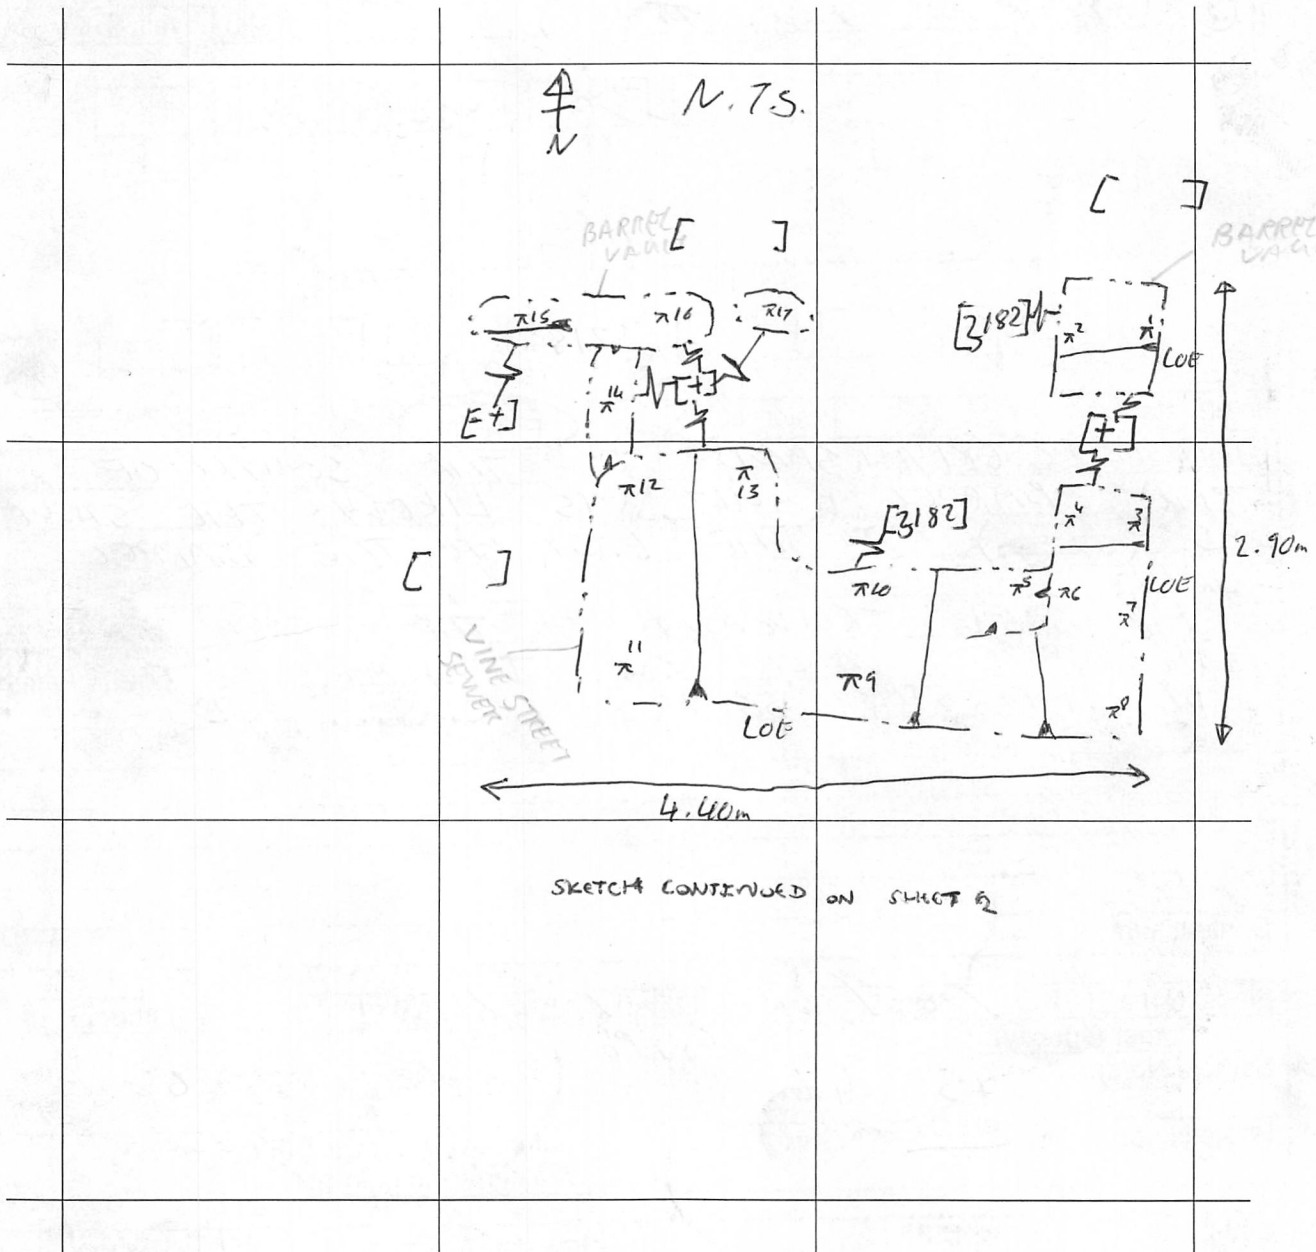 N
N.T.S.
[ ]
BARREL
VAULT
[ ]
BARREL
VAU
π15
π16
π17
[3182]
π2
π1
LOE
π14
[+]
[+]
[+]
π12
π13
[3182]
π4
π3
2.90m
[ ]
π10
π5
π6
π7
LOE
π11
VINE STREET
SEWER
π9
π8
LOE
4.40m
SKETCH CONTINUED ON SHEET 2